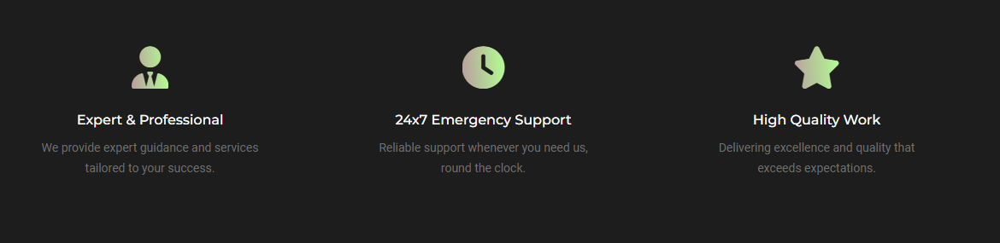 Expert & Professional
We provide expert guidance and services
tailored to your success.
24x7 Emergency Support
Reliable support whenever you need us,
round the clock.
High Quality Work
Delivering excellence and quality that
exceeds expectations.